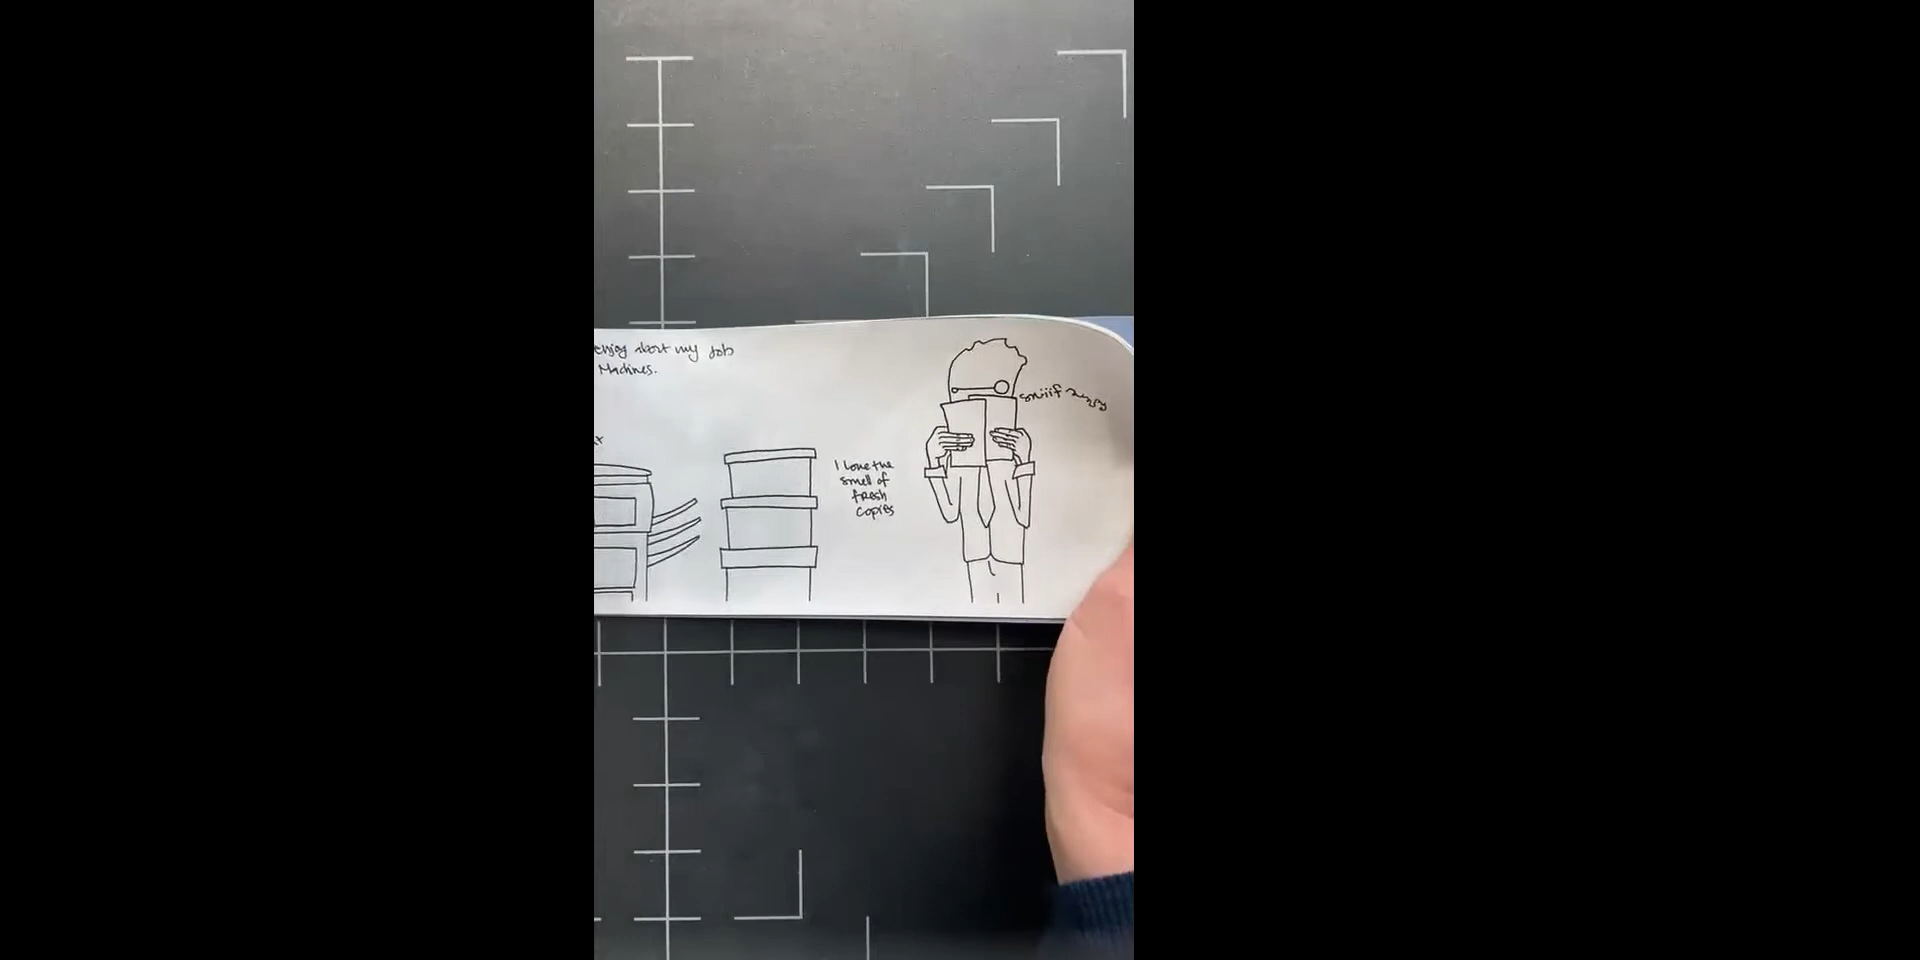 enjoy about my job
Machines.
I love the
smell of
fresh
copies
sniiif